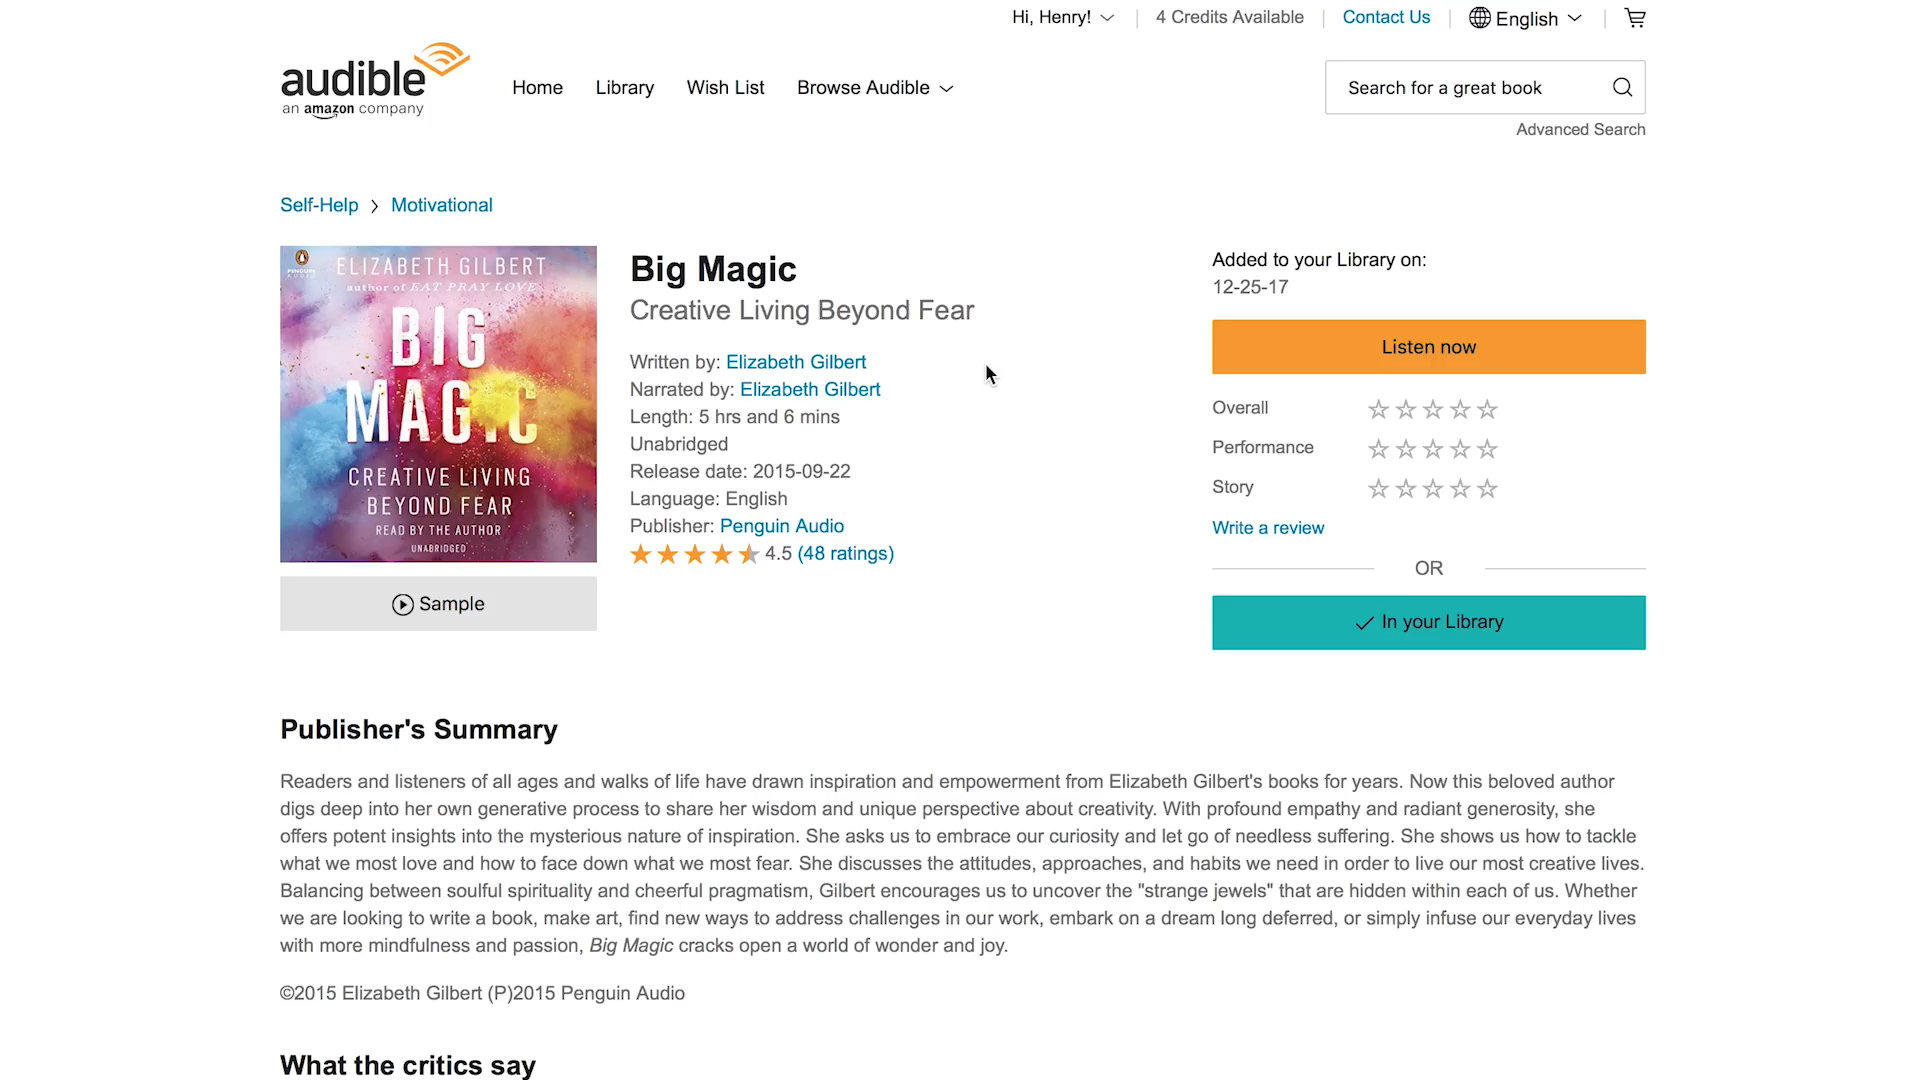 Hi, Henry!
4 Credits Available
Contact Us
English
audible
an amazon company
Home
Library
Wish List
Browse Audible
Search for a great book
Advanced Search
Self-Help
Motivational
PENGUIN
AUDIO
ELIZABETH GILBERT
author of EAT PRAY LOVE
BIG
MAGIC
CREATIVE LIVING
BEYOND FEAR
READ BY THE AUTHOR
UNABRIDGED
Sample
Big Magic
Creative Living Beyond Fear
Written by: Elizabeth Gilbert
Narrated by: Elizabeth Gilbert
Length: 5 hrs and 6 mins
Unabridged
Release date: 2015-09-22
Language: English
Publisher: Penguin Audio
4.5 (48 ratings)
Added to your Library on:
12-25-17
Listen now
Overall
Performance
Story
Write a review
OR
In your Library
Publisher's Summary
Readers and listeners of all ages and walks of life have drawn inspiration and empowerment from Elizabeth Gilbert's books for years. Now this beloved author
digs deep into her own generative process to share her wisdom and unique perspective about creativity. With profound empathy and radiant generosity, she
offers potent insights into the mysterious nature of inspiration. She asks us to embrace our curiosity and let go of needless suffering. She shows us how to tackle
what we most love and how to face down what we most fear. She discusses the attitudes, approaches, and habits we need in order to live our most creative lives.
Balancing between soulful spirituality and cheerful pragmatism, Gilbert encourages us to uncover the "strange jewels" that are hidden within each of us. Whether
we are looking to write a book, make art, find new ways to address challenges in our work, embark on a dream long deferred, or simply infuse our everyday lives
with more mindfulness and passion, Big Magic cracks open a world of wonder and joy.
©2015 Elizabeth Gilbert (P)2015 Penguin Audio
What the critics say